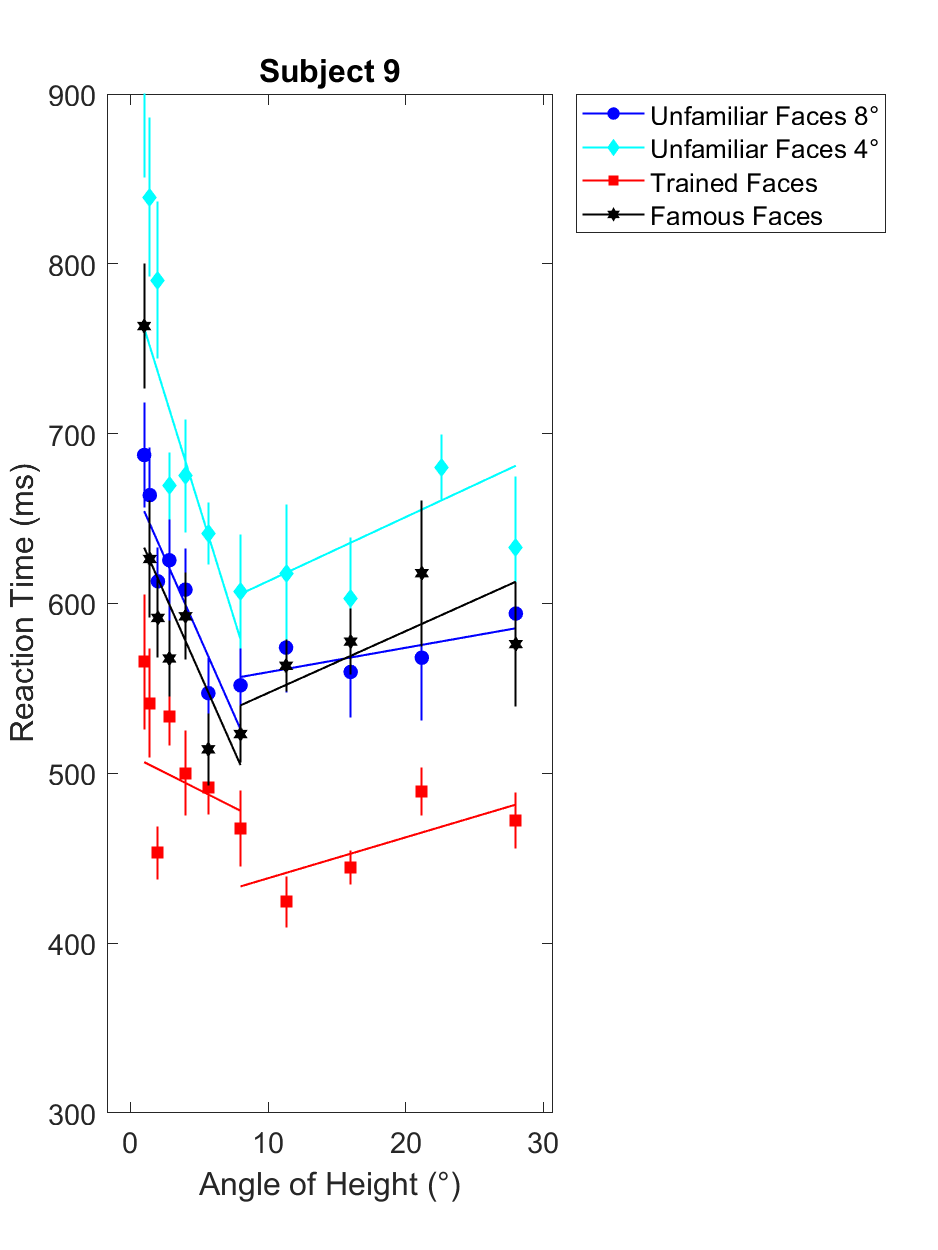 Subject 9
900
800
700
600
500
400
300
0 10 20 30
Reaction Time (ms)
Angle of Height (°)
Unfamiliar Faces 8°
Unfamiliar Faces 4°
Trained Faces
Famous Faces